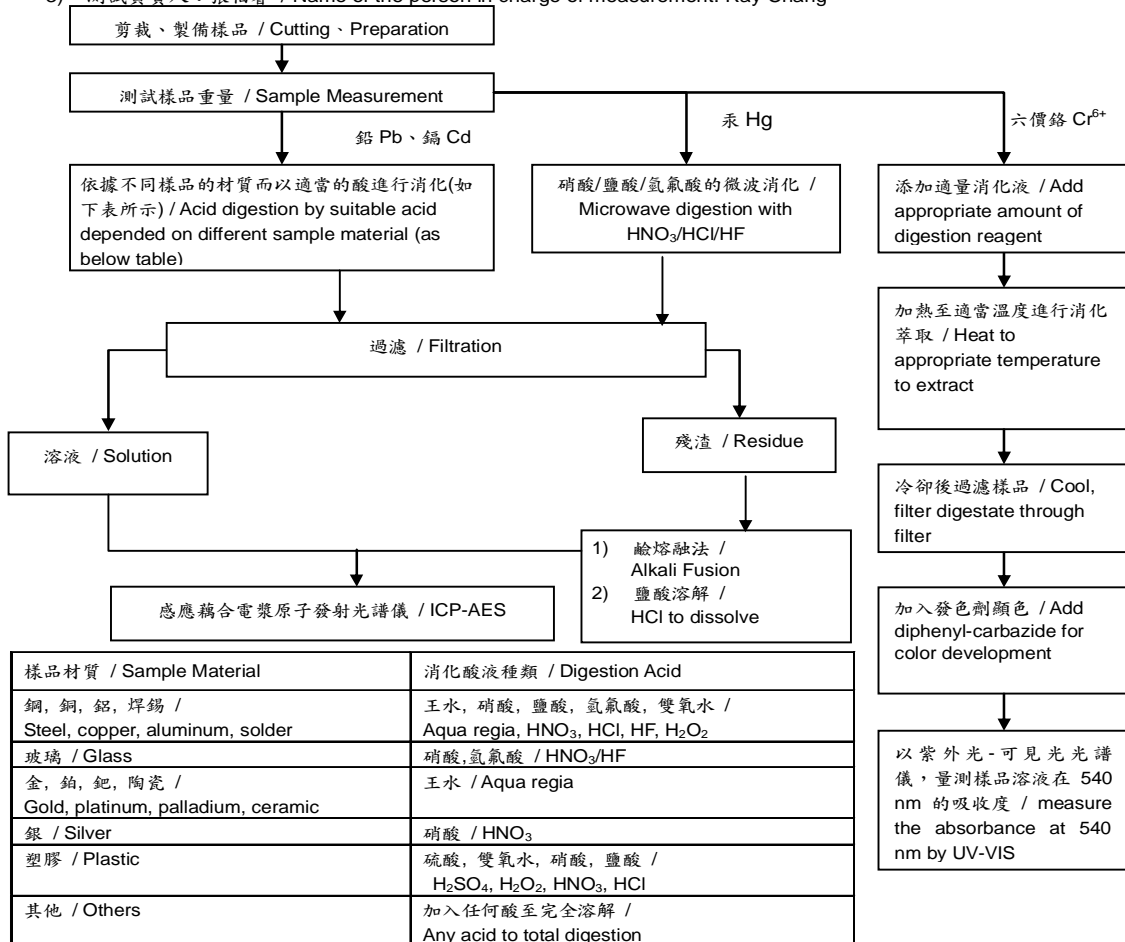 Name of the person in charge of measurement: Ray Chang
剪裁、製備樣品 / Cutting、Preparation
測試樣品重量 / Sample Measurement
鉛 Pb、鎘 Cd
汞 Hg
六價鉻 Cr6+
依據不同樣品的材質而以適當的酸進行消化(如
下表所示) / Acid digestion by suitable acid
depended on different sample material (as
below table)
硝酸/鹽酸/氫氟酸的微波消化 /
Microwave digestion with
HNO3/HCl/HF
添加適量消化液 / Add
appropriate amount of
digestion reagent
加熱至適當溫度進行消化
萃取 / Heat to
appropriate temperature
to extract
過濾 / Filtration
溶液 / Solution
殘渣 / Residue
冷卻後過濾樣品 / Cool,
filter digestate through
filter
1) 鹼熔融法 /
Alkali Fusion
2) 鹽酸溶解 /
HCl to dissolve
感應藕合電漿原子發射光譜儀 / ICP-AES
加入發色劑顯色 / Add
diphenyl-carbazide for
color development
以紫外光-可見光光譜
儀，量測樣品溶液在 540
nm 的吸收度 / measure
the absorbance at 540
nm by UV-VIS
樣品材質 / Sample Material 消化酸液種類 / Digestion Acid
鋼, 銅, 鋁, 焊錫 / 王水, 硝酸, 鹽酸, 氫氟酸, 雙氧水 /
Steel, copper, aluminum, solder Aqua regia, HNO3, HCl, HF, H2O2
玻璃 / Glass 硝酸,氫氟酸 / HNO3/HF
金, 鉑, 鈀, 陶瓷 / 王水 / Aqua regia
Gold, platinum, palladium, ceramic
銀 / Silver 硝酸 / HNO3
塑膠 / Plastic 硫酸, 雙氧水, 硝酸, 鹽酸 /
H2SO4, H2O2, HNO3, HCl
其他 / Others 加入任何酸至完全溶解 /
Any acid to total digestion